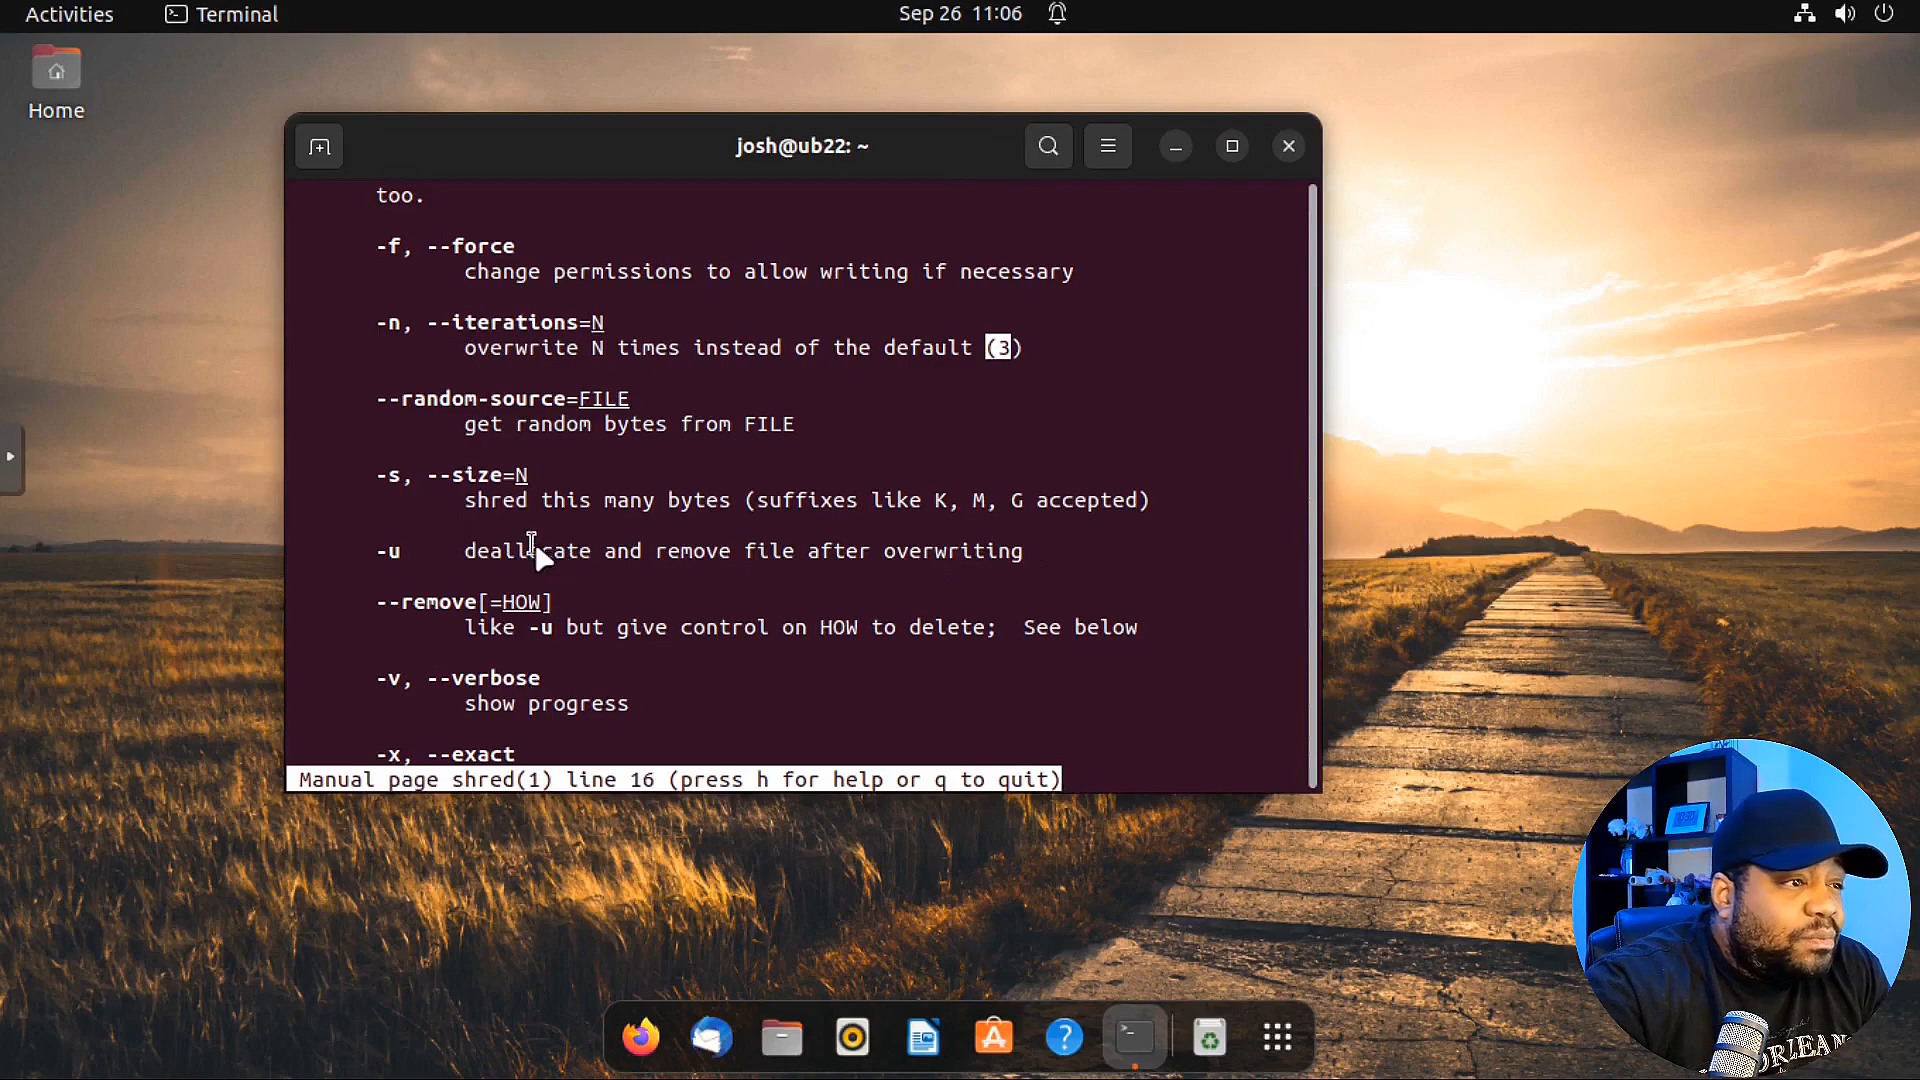 Activities
Terminal
Sep 26 11:06
Home
josh@ub22: ~
too.
-f, --force
change permissions to allow writing if necessary
-n, --iterations=N
overwrite N times instead of the default (3)
--random-source=FILE
get random bytes from FILE
-s, --size=N
shred this many bytes (suffixes like K, M, G accepted)
-u deallocate and remove file after overwriting
--remove[=HOW]
like -u but give control on HOW to delete; See below
-v, --verbose
show progress
-x, --exact
Manual page shred(1) line 16 (press h for help or q to quit)